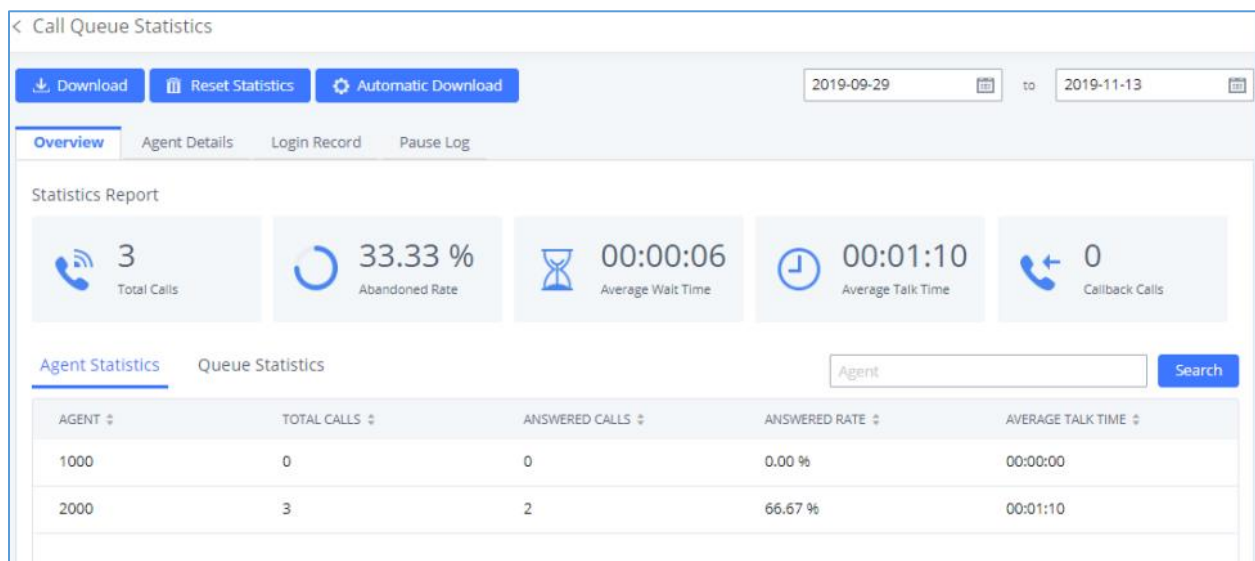 < Call Queue Statistics
Download Reset Statistics Automatic Download 2019-09-29 to 2019-11-13
Overview Agent Details Login Record Pause Log
Statistics Report
3 33.33 % 00:00:06 00:01:10 0
Total Calls Abandoned Rate Average Wait Time Average Talk Time Callback Calls
Agent Statistics Queue Statistics Agent Search
AGENT TOTAL CALLS ANSWERED CALLS ANSWERED RATE AVERAGE TALK TIME
1000 0 0 0.00 % 00:00:00
2000 3 2 66.67 % 00:01:10